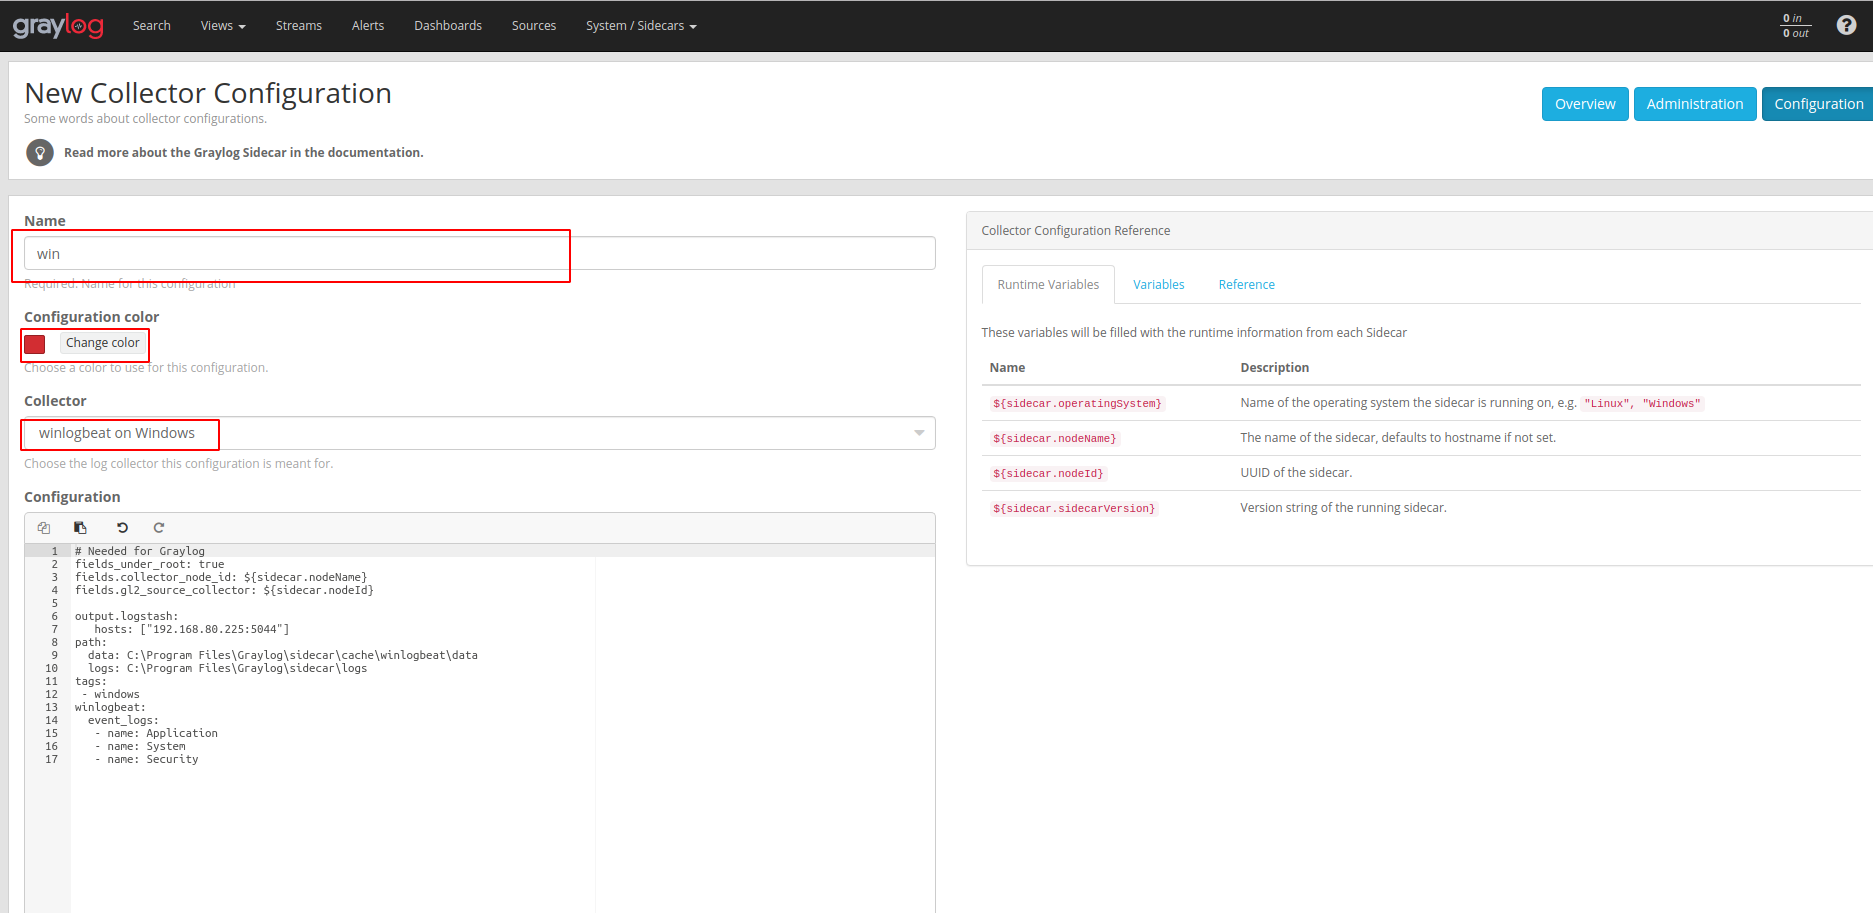 graylog
Search
Views
Streams
Alerts
Dashboards
Sources
System / Sidecars
0 in
0 out
New Collector Configuration
Some words about collector configurations.
Read more about the Graylog Sidecar in the documentation.
Overview
Administration
Configuration
Name
win
Required. Name for this configuration
Configuration color
Change color
Choose a color to use for this configuration.
Collector
winlogbeat on Windows
Choose the log collector this configuration is meant for.
Configuration
1 # Needed for Graylog
2 fields_under_root: true
3 fields.collector_node_id: ${sidecar.nodeName}
4 fields.gl2_source_collector: ${sidecar.nodeId}
5
6 output.logstash:
7    hosts: ["192.168.80.225:5044"]
8 path:
9   data: C:\Program Files\Graylog\sidecar\cache\winlogbeat\data
10   logs: C:\Program Files\Graylog\sidecar\logs
11 tags:
12  - windows
13 winlogbeat:
14   event_logs:
15    - name: Application
16    - name: System
17    - name: Security
Collector Configuration Reference
Runtime Variables
Variables
Reference
These variables will be filled with the runtime information from each Sidecar
Name Description
${sidecar.operatingSystem} Name of the operating system the sidecar is running on, e.g. "Linux", "Windows"
${sidecar.nodeName} The name of the sidecar, defaults to hostname if not set.
${sidecar.nodeId} UUID of the sidecar.
${sidecar.sidecarVersion} Version string of the running sidecar.